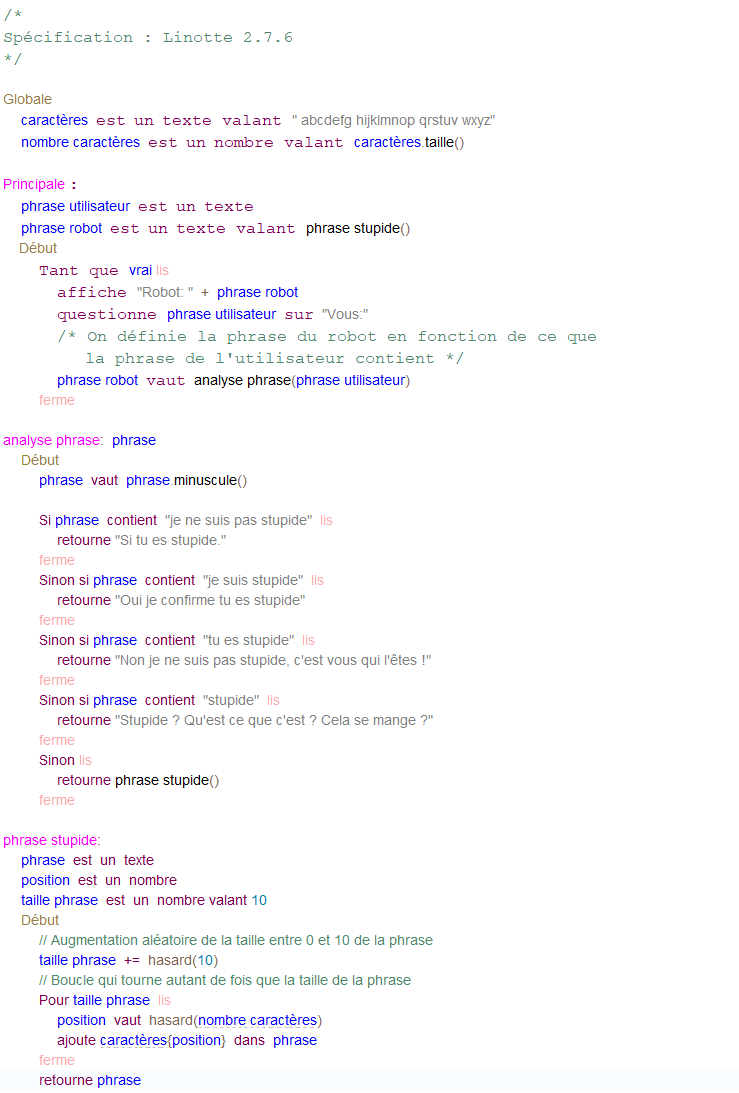 /*
Spécification : Linotte 2.7.6
*/
Globale
caractères est un texte valant " abcdefg hijklmnop qrstuv wxyz"
nombre caractères est un nombre valant caractères.taille()
Principale :
phrase utilisateur est un texte
phrase robot est un texte valant phrase stupide()
Début
Tant que vrai lis
affiche "Robot: " + phrase robot
questionne phrase utilisateur sur "Vous:"
/* On définie la phrase du robot en fonction de ce que
la phrase de l'utilisateur contient */
phrase robot vaut analyse phrase(phrase utilisateur)
ferme
analyse phrase: phrase
Début
phrase vaut phrase.minuscule()
Si phrase contient "je ne suis pas stupide" lis
retourne "Si tu es stupide."
ferme
Sinon si phrase contient "je suis stupide" lis
retourne "Oui je confirme tu es stupide"
ferme
Sinon si phrase contient "tu es stupide" lis
retourne "Non je ne suis pas stupide, c'est vous qui l'êtes !"
ferme
Sinon si phrase contient "stupide" lis
retourne "Stupide ? Qu'est ce que c'est ? Cela se mange ?"
ferme
Sinon lis
retourne phrase stupide()
ferme
phrase stupide:
phrase est un texte
position est un nombre
taille phrase est un nombre valant 10
Début
// Augmentation aléatoire de la taille entre 0 et 10 de la phrase
taille phrase += hasard(10)
// Boucle qui tourne autant de fois que la taille de la phrase
Pour taille phrase lis
position vaut hasard(nombre caractères)
ajoute caractères{position} dans phrase
ferme
retourne phrase